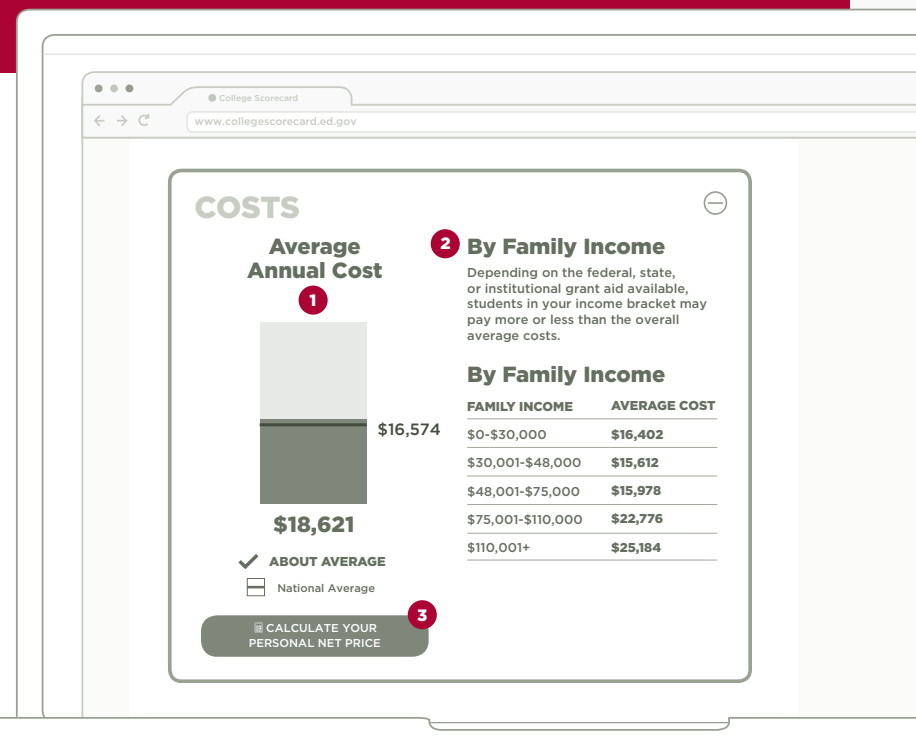 College Scorecard
www.collegescorecard.ed.gov
COSTS
Average
Annual Cost
1
$16,574
$18,621
ABOUT AVERAGE
National Average
3
CALCULATE YOUR
PERSONAL NET PRICE
2
By Family Income
Depending on the federal, state,
or institutional grant aid available,
students in your income bracket may
pay more or less than the overall
average costs.
By Family Income
FAMILY INCOME AVERAGE COST
$0-$30,000 $16,402
$30,001-$48,000 $15,612
$48,001-$75,000 $15,978
$75,001-$110,000 $22,776
$110,001+ $25,184